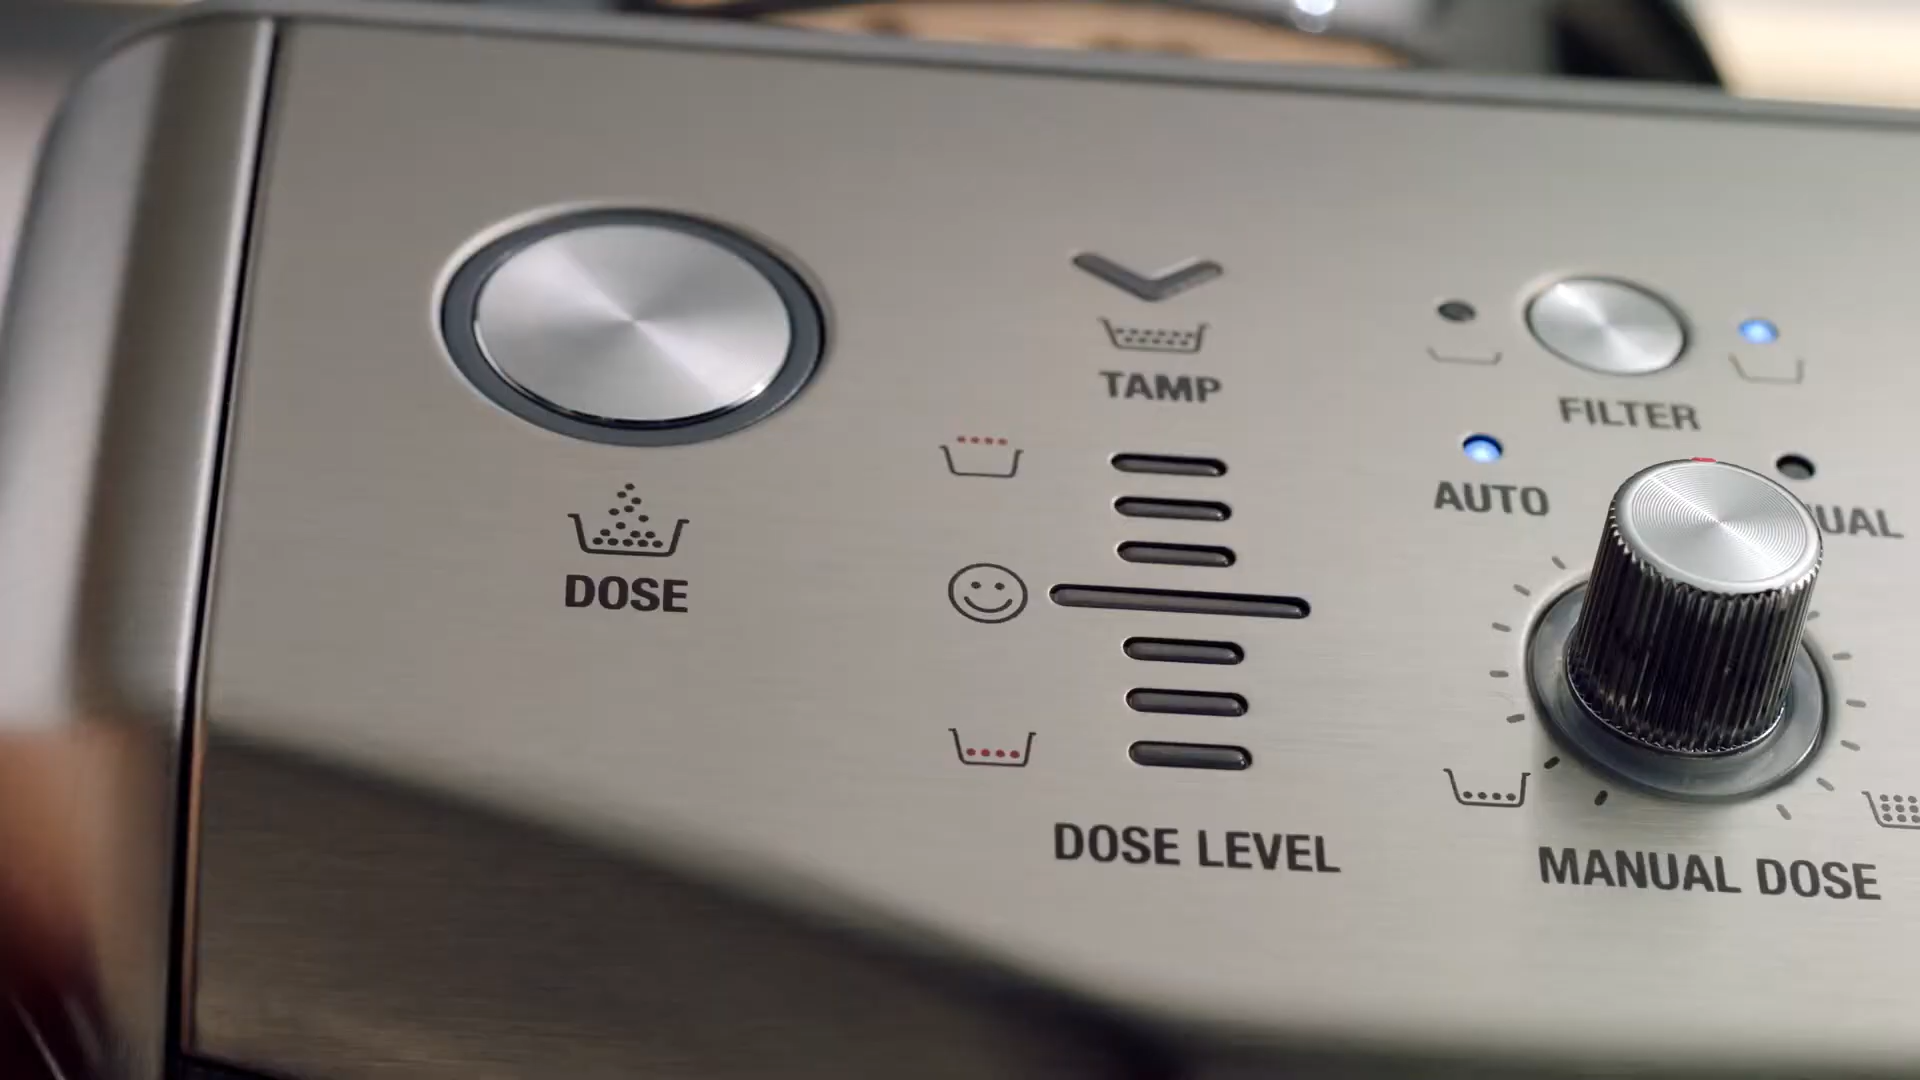 TAMP
FILTER
AUTO
DOSE
DOSE LEVEL
MANUAL DOSE